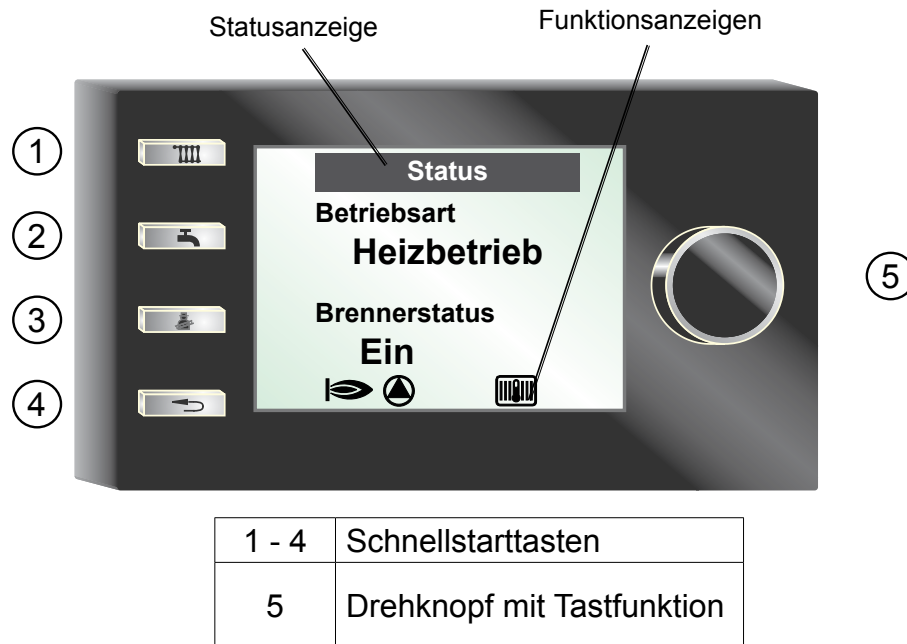 Statusanzeige
Funktionsanzeigen
1
2
3
4
5
Status
Betriebsart
Heizbetrieb
Brennerstatus
Ein
1 - 4 Schnellstarttasten
5 Drehknopf mit Tastfunktion